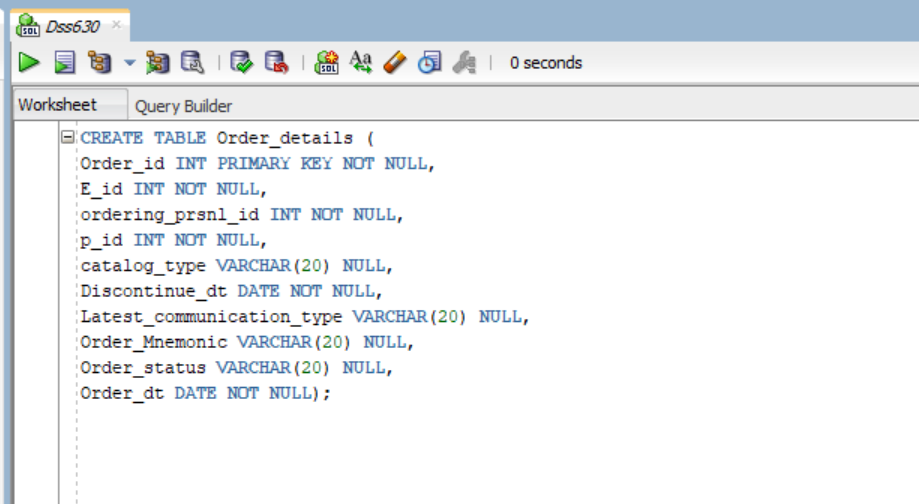 Dss630
0 seconds
Worksheet Query Builder
CREATE TABLE Order_details (
Order_id INT PRIMARY KEY NOT NULL,
E_id INT NOT NULL,
ordering_prsnl_id INT NOT NULL,
p_id INT NOT NULL,
catalog_type VARCHAR(20) NULL,
Discontinue_dt DATE NOT NULL,
Latest_communication_type VARCHAR(20) NULL,
Order_Mnemonic VARCHAR(20) NULL,
Order_status VARCHAR(20) NULL,
Order_dt DATE NOT NULL);